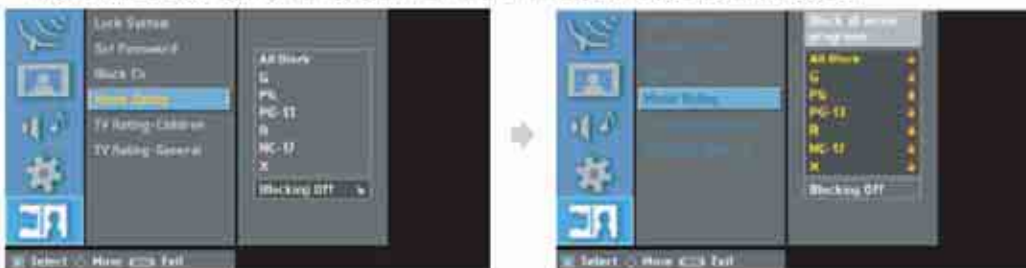 Lock System
Set Password
Block Ch
Movie Rating
TV Rating-Children
TV Rating-General
All Block
G
PG
PG-13
R
NC-17
X
Blocking Off
Select Move Exit
Movie Rating
Block all movie
programs
All Block
G
PG
PG-13
R
NC-17
X
Blocking Off
Select Move Exit